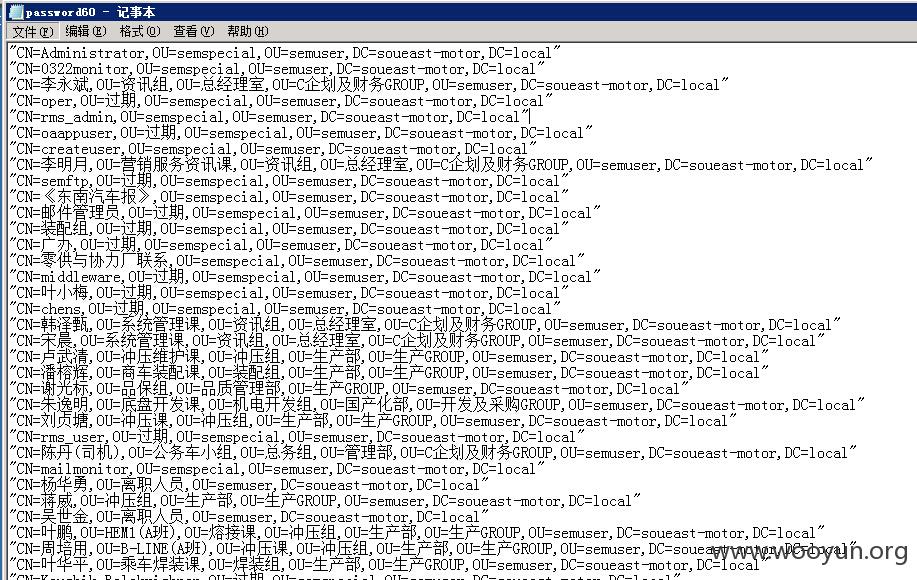 password60 - 记事本
文件(F) 编辑(E) 格式(O) 查看(V) 帮助(H)
"CN=Administrator,OU=semspecial,OU=semuser,DC=soueast-motor,DC=local"
"CN=0322monitor,OU=semspecial,OU=semuser,DC=soueast-motor,DC=local"
"CN=李永斌,OU=资讯组,OU=总经理室,OU=C企划及财务GROUP,OU=semuser,DC=soueast-motor,DC=local"
"CN=oper,OU=过期,OU=semspecial,OU=semuser,DC=soueast-motor,DC=local"
"CN=rms_admin,OU=semspecial,OU=semuser,DC=soueast-motor,DC=local"
"CN=oaappuser,OU=过期,OU=semspecial,OU=semuser,DC=soueast-motor,DC=local"
"CN=createuser,OU=semspecial,OU=semuser,DC=soueast-motor,DC=local"
"CN=李明月,OU=营销服务资讯课,OU=资讯组,OU=总经理室,OU=C企划及财务GROUP,OU=semuser,DC=soueast-motor,DC=local"
"CN=semftp,OU=过期,OU=semspecial,OU=semuser,DC=soueast-motor,DC=local"
"CN=《东南汽车报》,OU=semspecial,OU=semuser,DC=soueast-motor,DC=local"
"CN=邮件管理员,OU=过期,OU=semspecial,OU=semuser,DC=soueast-motor,DC=local"
"CN=装配组,OU=过期,OU=semspecial,OU=semuser,DC=soueast-motor,DC=local"
"CN=广办,OU=过期,OU=semspecial,OU=semuser,DC=soueast-motor,DC=local"
"CN=零供与协力厂联系,OU=semspecial,OU=semuser,DC=soueast-motor,DC=local"
"CN=middleware,OU=过期,OU=semspecial,OU=semuser,DC=soueast-motor,DC=local"
"CN=叶小梅,OU=过期,OU=semspecial,OU=semuser,DC=soueast-motor,DC=local"
"CN=chens,OU=过期,OU=semspecial,OU=semuser,DC=soueast-motor,DC=local"
"CN=韩泽甄,OU=系统管理课,OU=资讯组,OU=总经理室,OU=C企划及财务GROUP,OU=semuser,DC=soueast-motor,DC=local"
"CN=宋晨,OU=系统管理课,OU=资讯组,OU=总经理室,OU=C企划及财务GROUP,OU=semuser,DC=soueast-motor,DC=local"
"CN=卢武清,OU=冲压维护课,OU=冲压组,OU=生产部,OU=生产GROUP,OU=semuser,DC=soueast-motor,DC=local"
"CN=潘榕辉,OU=商车装配课,OU=装配组,OU=生产部,OU=生产GROUP,OU=semuser,DC=soueast-motor,DC=local"
"CN=谢光标,OU=品保组,OU=品质管理部,OU=生产GROUP,OU=semuser,DC=soueast-motor,DC=local"
"CN=朱逸明,OU=底盘开发课,OU=机电开发组,OU=国产化部,OU=开发及采购GROUP,OU=semuser,DC=soueast-motor,DC=local"
"CN=刘贞瑭,OU=冲压课,OU=冲压组,OU=生产部,OU=生产GROUP,OU=semuser,DC=soueast-motor,DC=local"
"CN=rms_user,OU=过期,OU=semspecial,OU=semuser,DC=soueast-motor,DC=local"
"CN=陈丹(司机),OU=公务车小组,OU=总务组,OU=管理部,OU=C企划及财务GROUP,OU=semuser,DC=soueast-motor,DC=local"
"CN=mailmonitor,OU=semspecial,OU=semuser,DC=soueast-motor,DC=local"
"CN=杨华勇,OU=离职人员,OU=semuser,DC=soueast-motor,DC=local"
"CN=蒋威,OU=冲压组,OU=生产部,OU=生产GROUP,OU=semuser,DC=soueast-motor,DC=local"
"CN=吴世金,OU=离职人员,OU=semuser,DC=soueast-motor,DC=local"
"CN=叶鹏,OU=HEM1(A班),OU=熔接课,OU=冲压组,OU=生产部,OU=生产GROUP,OU=semuser,DC=soueast-motor,DC=local"
"CN=周培用,OU=B-LINE(A班),OU=冲压课,OU=冲压组,OU=生产部,OU=生产GROUP,OU=semuser,DC=soueast-motor,DC=local"
"CN=叶华平,OU=乘车焊装课,OU=焊装组,OU=生产部,OU=生产GROUP,OU=semuser,DC=soueast-motor,DC=local"
www.wooyun.org